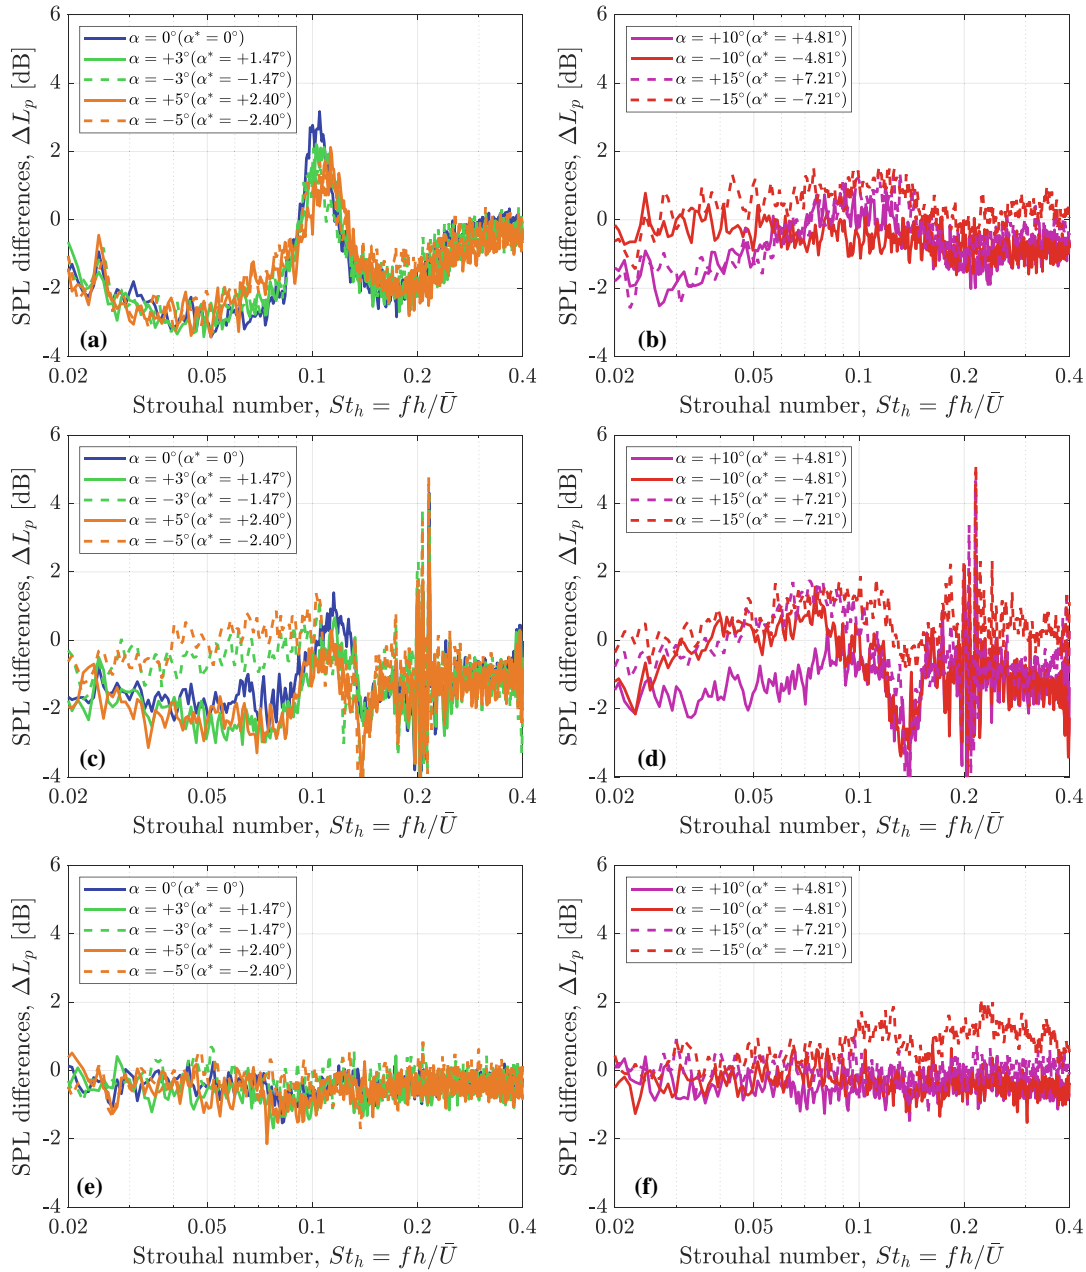 6
4
2
0
-2
-4
SPL differences, ΔL_p [dB]
α = 0°(α* = 0°)
α = +3°(α* = +1.47°)
α = −3°(α* = −1.47°)
α = +5°(α* = +2.40°)
α = −5°(α* = −2.40°)
(a)
0.02 0.05 0.1 0.2 0.4
Strouhal number, St_h = fh/Ū
6
4
2
0
-2
-4
SPL differences, ΔL_p [dB]
α = +10°(α* = +4.81°)
α = −10°(α* = −4.81°)
α = +15°(α* = +7.21°)
α = −15°(α* = −7.21°)
(b)
0.02 0.05 0.1 0.2 0.4
Strouhal number, St_h = fh/Ū
6
4
2
0
-2
-4
SPL differences, ΔL_p [dB]
α = 0°(α* = 0°)
α = +3°(α* = +1.47°)
α = −3°(α* = −1.47°)
α = +5°(α* = +2.40°)
α = −5°(α* = −2.40°)
(c)
0.02 0.05 0.1 0.2 0.4
Strouhal number, St_h = fh/Ū
6
4
2
0
-2
-4
SPL differences, ΔL_p [dB]
α = +10°(α* = +4.81°)
α = −10°(α* = −4.81°)
α = +15°(α* = +7.21°)
α = −15°(α* = −7.21°)
(d)
0.02 0.05 0.1 0.2 0.4
Strouhal number, St_h = fh/Ū
6
4
2
0
-2
-4
SPL differences, ΔL_p [dB]
α = 0°(α* = 0°)
α = +3°(α* = +1.47°)
α = −3°(α* = −1.47°)
α = +5°(α* = +2.40°)
α = −5°(α* = −2.40°)
(e)
0.02 0.05 0.1 0.2 0.4
Strouhal number, St_h = fh/Ū
6
4
2
0
-2
-4
SPL differences, ΔL_p [dB]
α = +10°(α* = +4.81°)
α = −10°(α* = −4.81°)
α = +15°(α* = +7.21°)
α = −15°(α* = −7.21°)
(f)
0.02 0.05 0.1 0.2 0.4
Strouhal number, St_h = fh/Ū